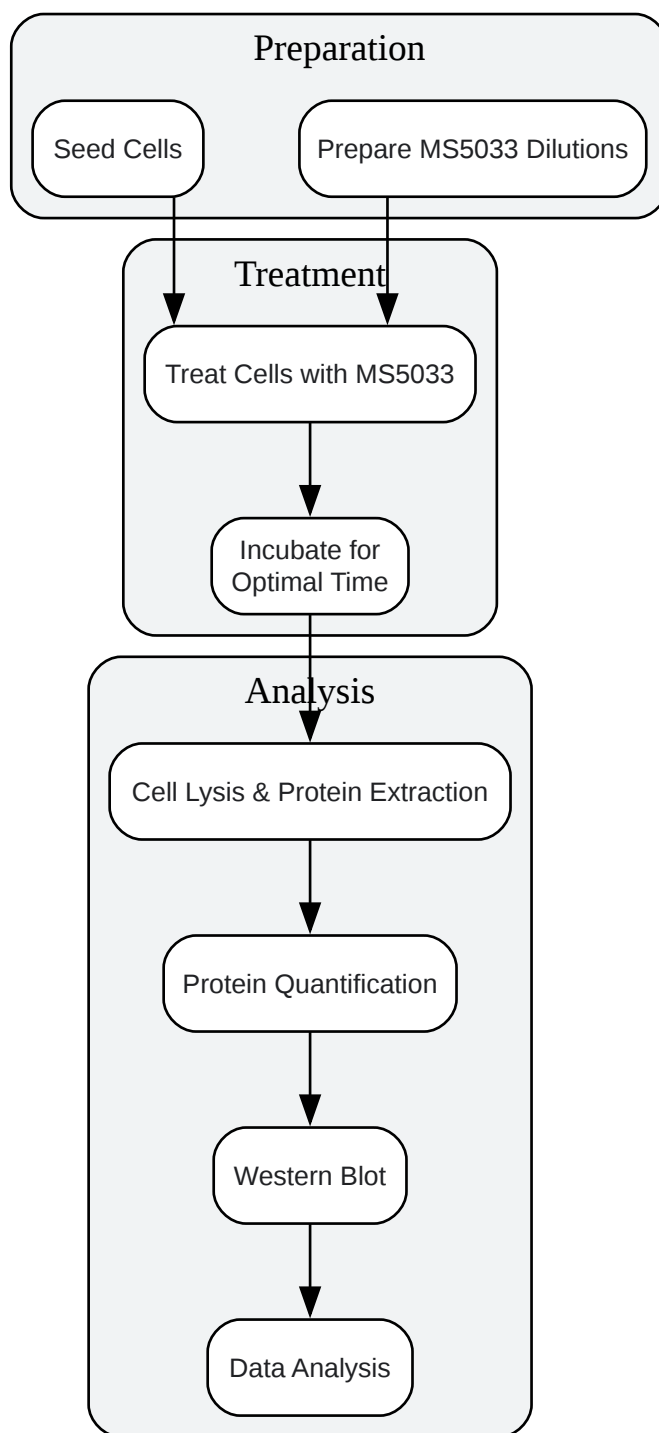 Preparation
Seed Cells
Prepare MS5033 Dilutions
Treatment
Treat Cells with MS5033
Incubate for
Optimal Time
Analysis
Cell Lysis & Protein Extraction
Protein Quantification
Western Blot
Data Analysis